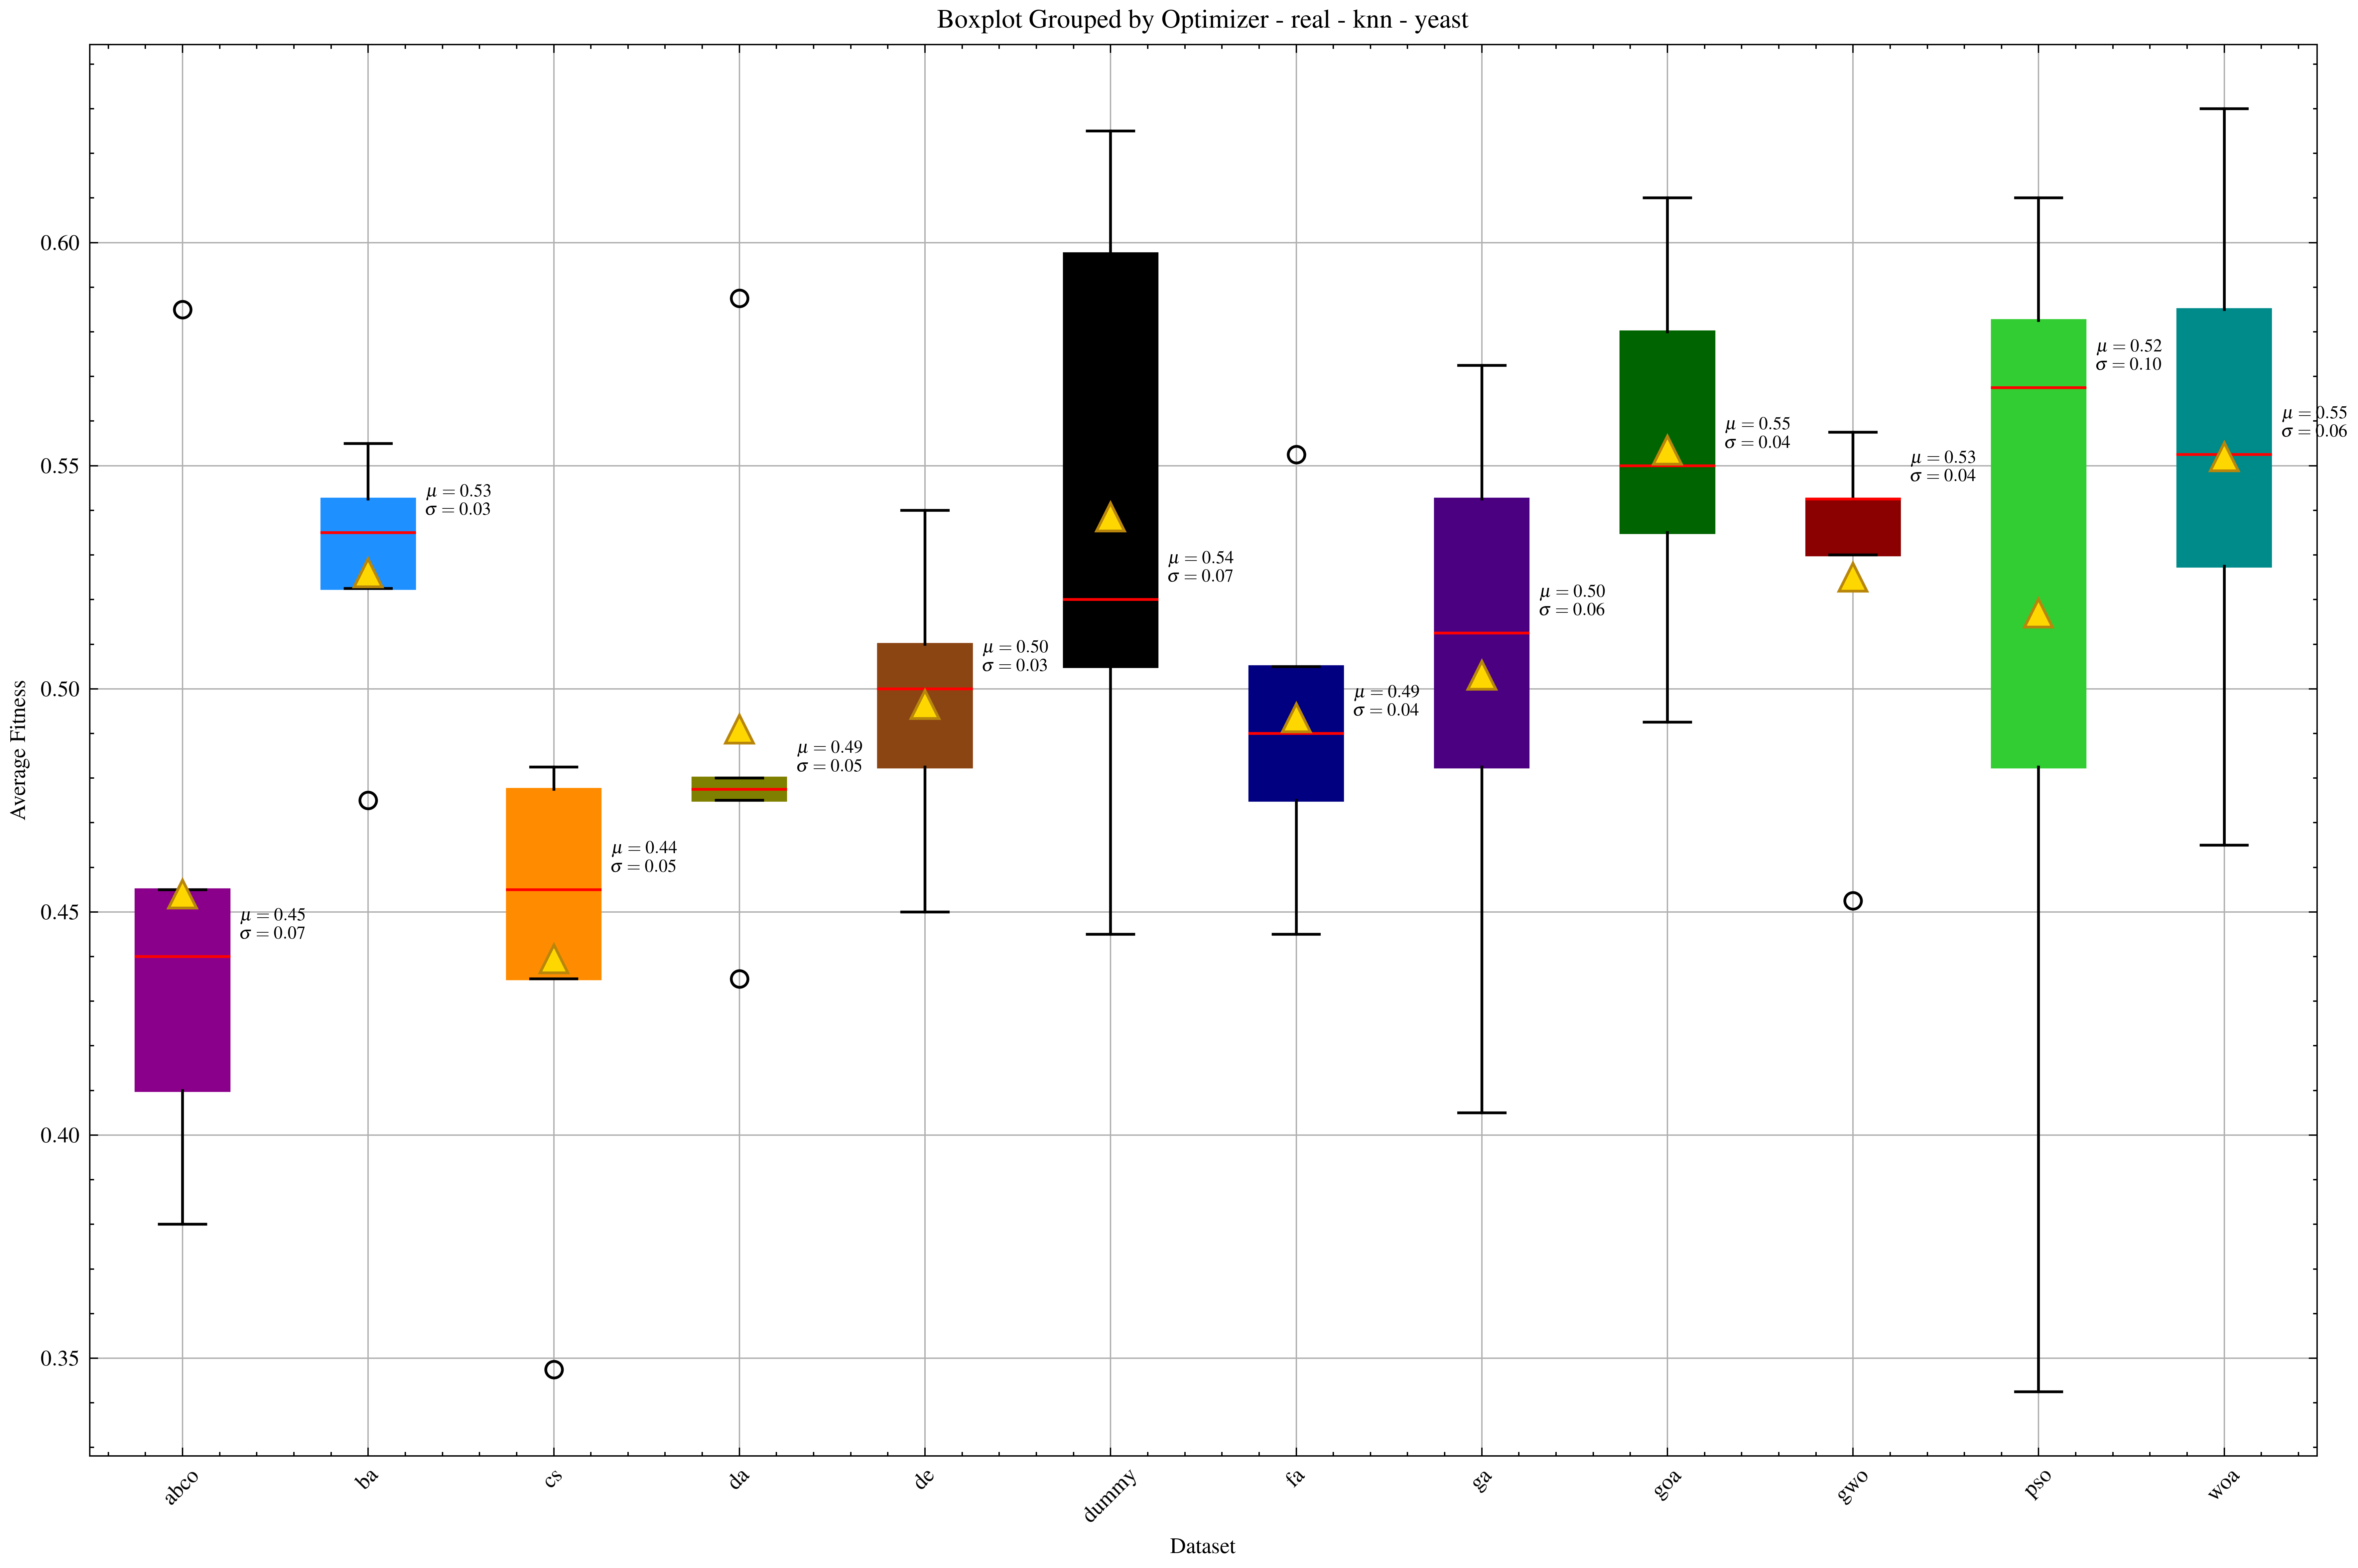 Boxplot Grouped by Optimizer - real - knn - yeast
Average Fitness
0.60
0.55
0.50
0.45
0.40
0.35
μ = 0.45
σ = 0.07
μ = 0.53
σ = 0.03
μ = 0.44
σ = 0.05
μ = 0.49
σ = 0.05
μ = 0.50
σ = 0.03
μ = 0.54
σ = 0.07
μ = 0.49
σ = 0.04
μ = 0.50
σ = 0.06
μ = 0.55
σ = 0.04
μ = 0.53
σ = 0.04
μ = 0.52
σ = 0.10
μ = 0.55
σ = 0.06
abco
ba
cs
da
de
dummy
fa
ga
goa
gwo
pso
woa
Dataset